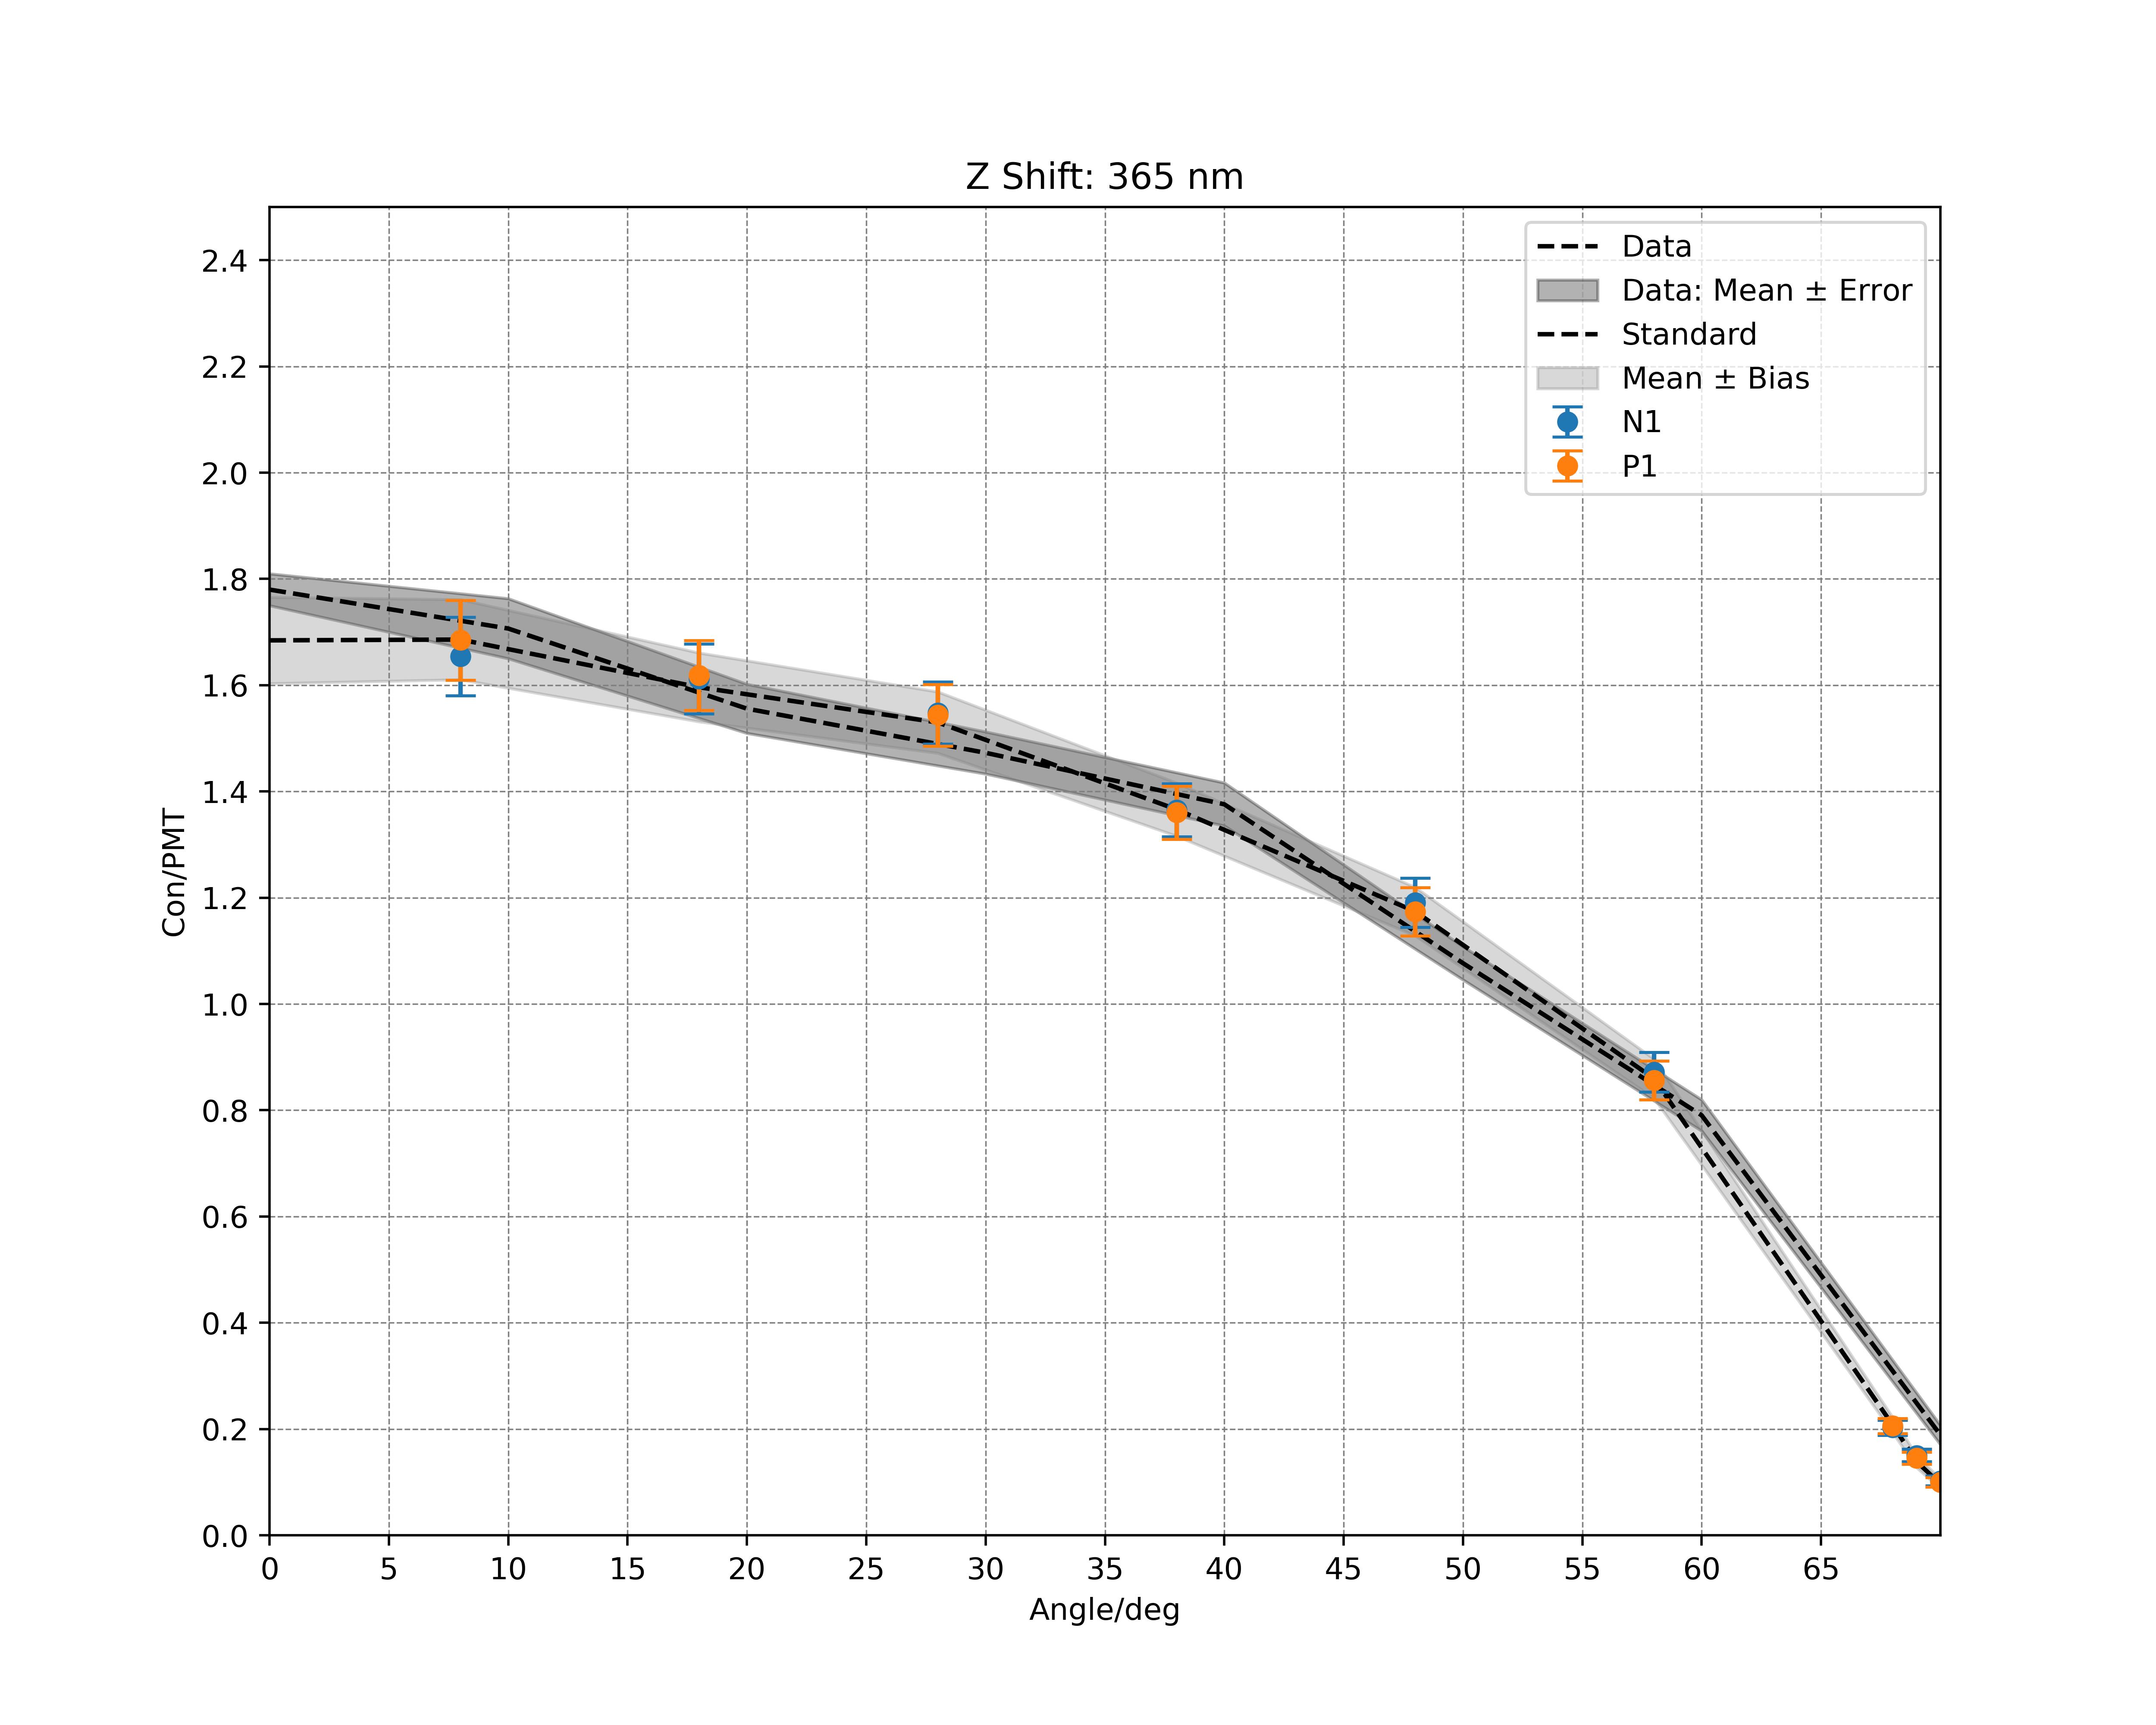 Z Shift: 365 nm
Data
Data: Mean ± Error
Standard
Mean ± Bias
N1
P1
2.4
2.2
2.0
1.8
1.6
1.4
1.2
1.0
0.8
0.6
0.4
0.2
0.0
Con/PMT
0 5 10 15 20 25 30 35 40 45 50 55 60 65
Angle/deg